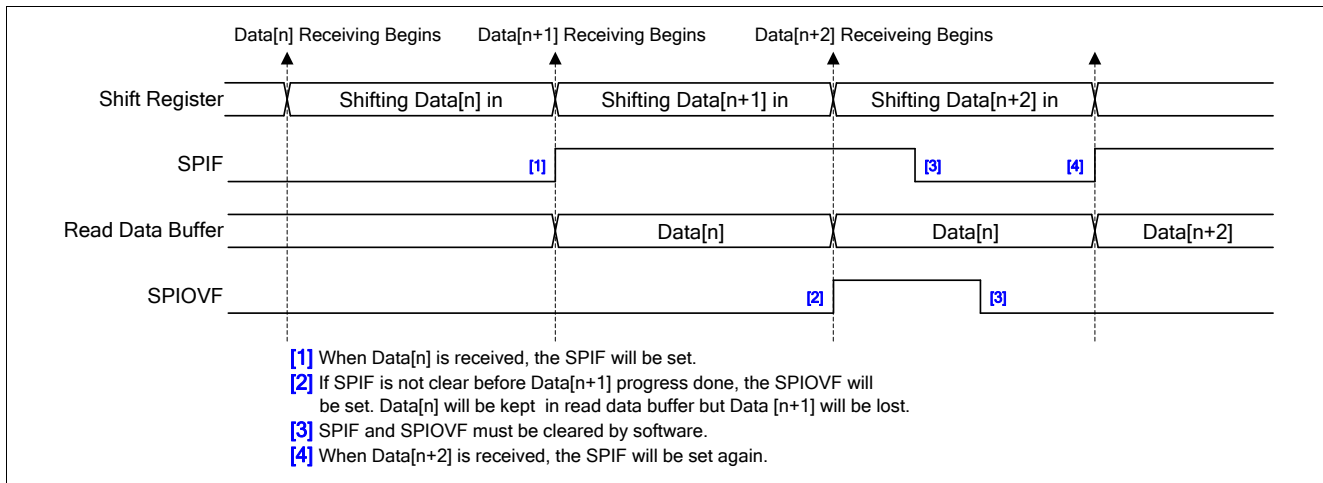 Data[n] Receiving Begins Data[n+1] Receiving Begins Data[n+2] Receiveing Begins
Shift Register Shifting Data[n] in Shifting Data[n+1] in Shifting Data[n+2] in
SPIF [1] [3] [4]
Read Data Buffer Data[n] Data[n] Data[n+2]
SPIOVF [2] [3]
[1] When Data[n] is received, the SPIF will be set.
[2] If SPIF is not clear before Data[n+1] progress done, the SPIOVF will
be set. Data[n] will be kept in read data buffer but Data [n+1] will be lost.
[3] SPIF and SPIOVF must be cleared by software.
[4] When Data[n+2] is received, the SPIF will be set again.